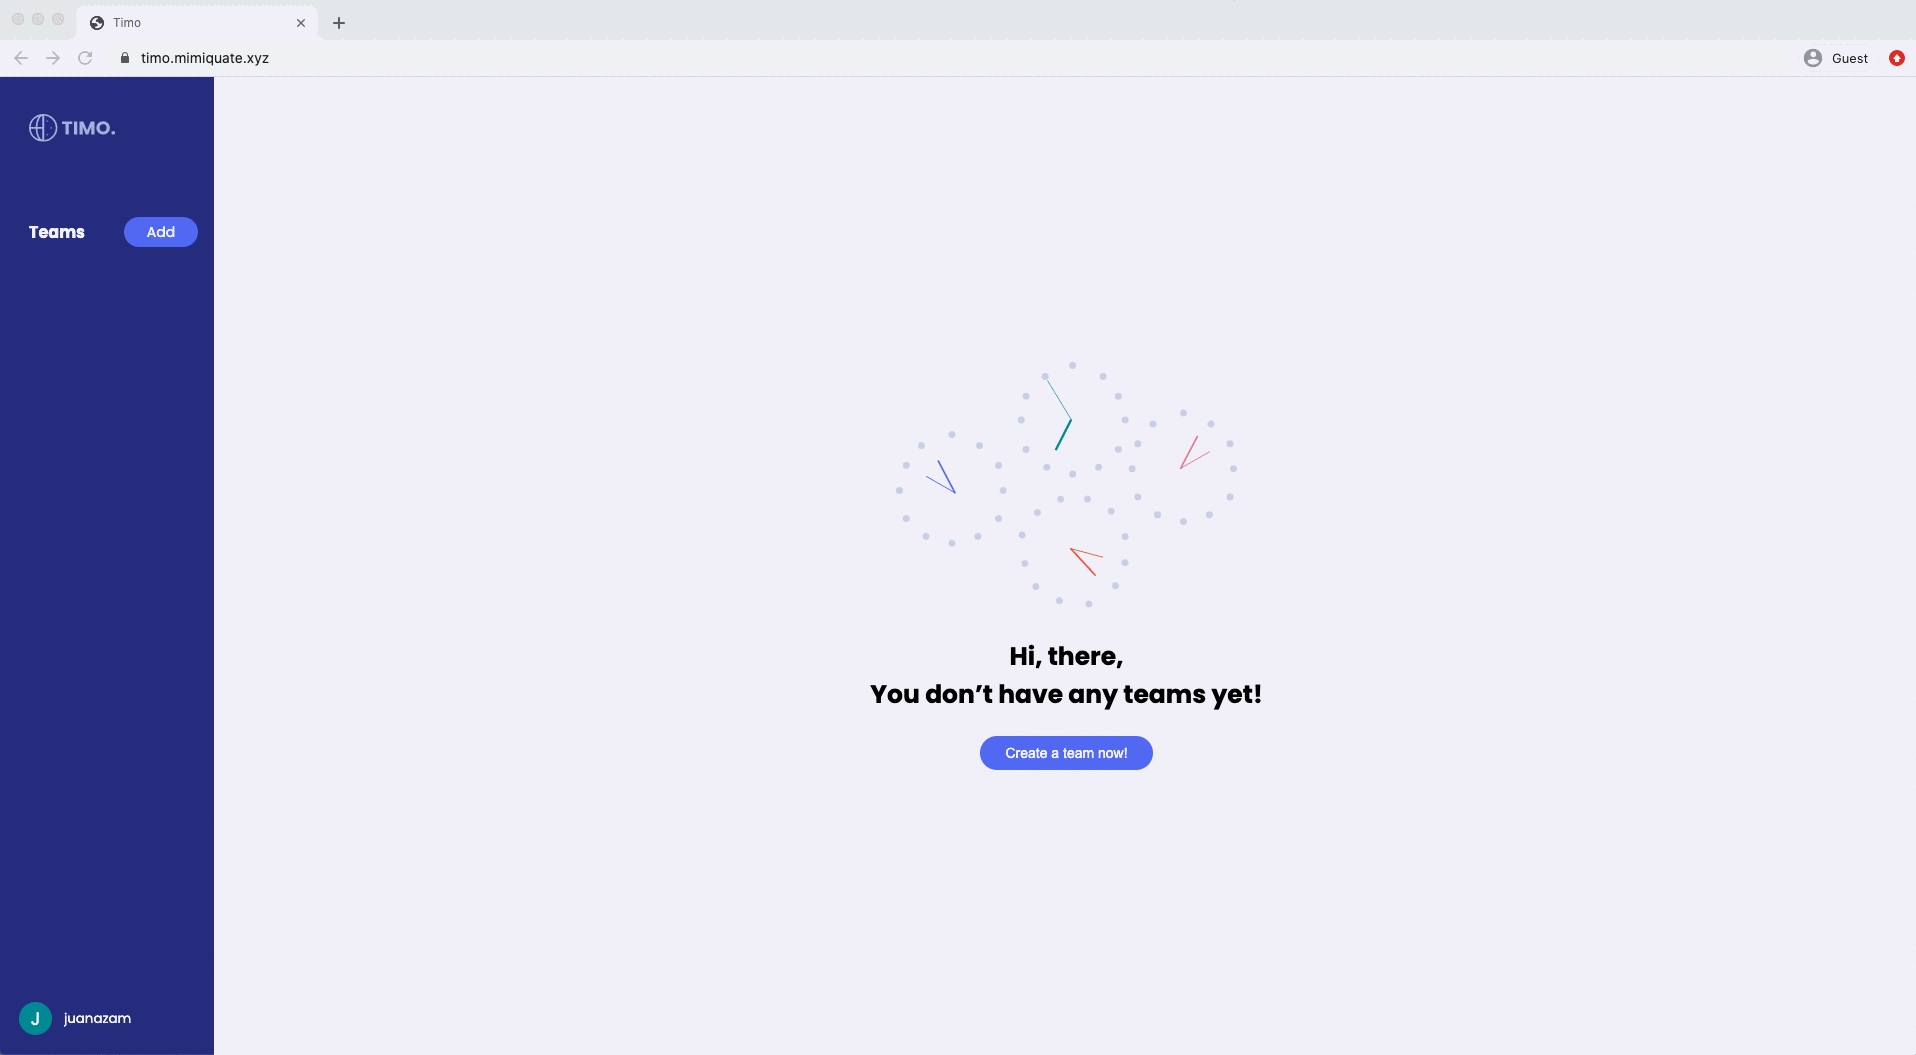 Timo
timo.mimiquate.xyz
Guest
TIMO.
Teams
Add
Hi, there,
You don’t have any teams yet!
Create a team now!
J
juanazam